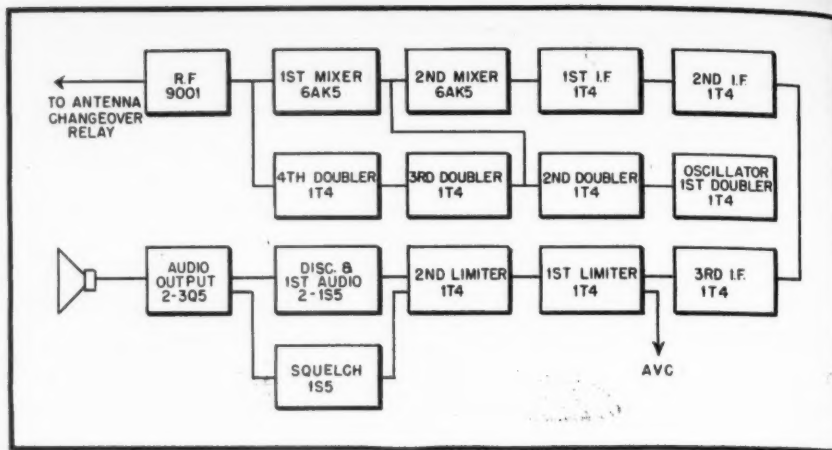 R.F
9001
1ST MIXER
6AK5
2ND MIXER
6AK5
1ST I.F
1T4
2ND I.F.
1T4
TO ANTENNA
CHANGEOVER
RELAY
4TH DOUBLER
1T4
3RD DOUBLER
1T4
2ND DOUBLER
1T4
OSCILLATOR
1ST DOUBLER
1T4
AUDIO
OUTPUT
2-3Q5
DISC. &
1ST AUDIO
2-1S5
2ND LIMITER
1T4
1ST LIMITER
1T4
3RD I.F.
1T4
SQUELCH
1S5
AVC